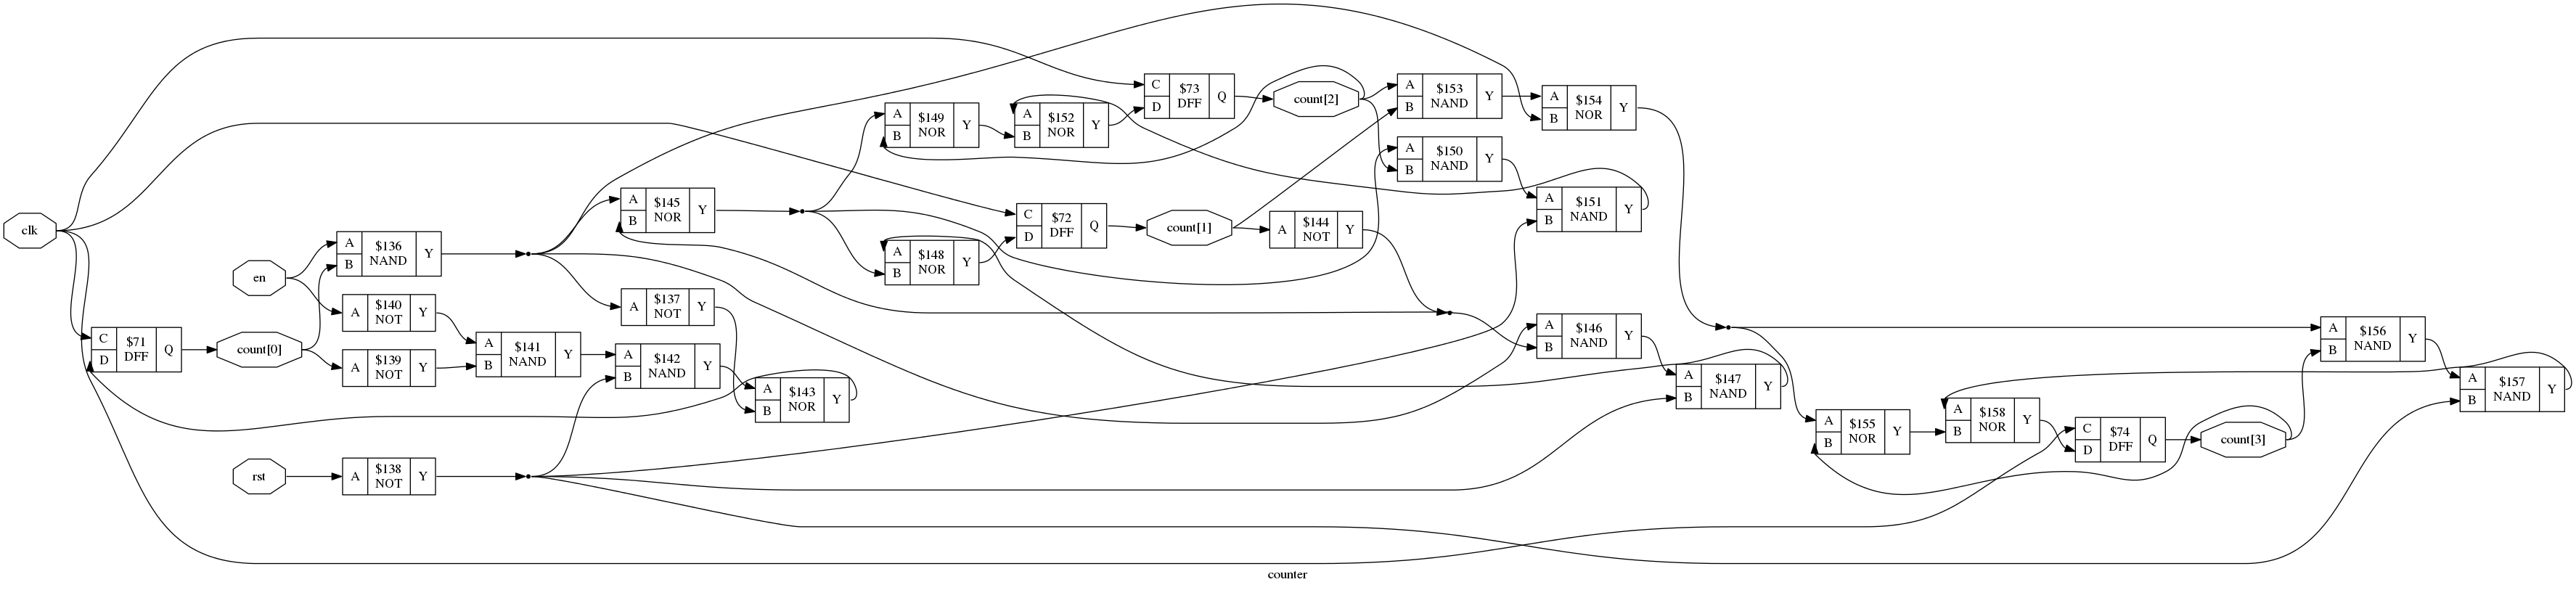 clk
en
rst
C
D
$71
DFF
Q
count[0]
A
B
$136
NAND
Y
A
$140
NOT
Y
A
$139
NOT
Y
A
$138
NOT
Y
A
B
$141
NAND
Y
A
B
$145
NOR
Y
A
$137
NOT
Y
A
B
$142
NAND
Y
A
B
$143
NOR
Y
A
B
$149
NOR
Y
A
B
$148
NOR
Y
A
B
$152
NOR
Y
C
D
$72
DFF
Q
C
D
$73
DFF
Q
count[1]
count[2]
A
$144
NOT
Y
A
B
$153
NAND
Y
A
B
$150
NAND
Y
A
B
$154
NOR
Y
A
B
$151
NAND
Y
A
B
$146
NAND
Y
A
B
$147
NAND
Y
A
B
$155
NOR
Y
A
B
$158
NOR
Y
C
D
$74
DFF
Q
count[3]
A
B
$156
NAND
Y
A
B
$157
NAND
Y
counter